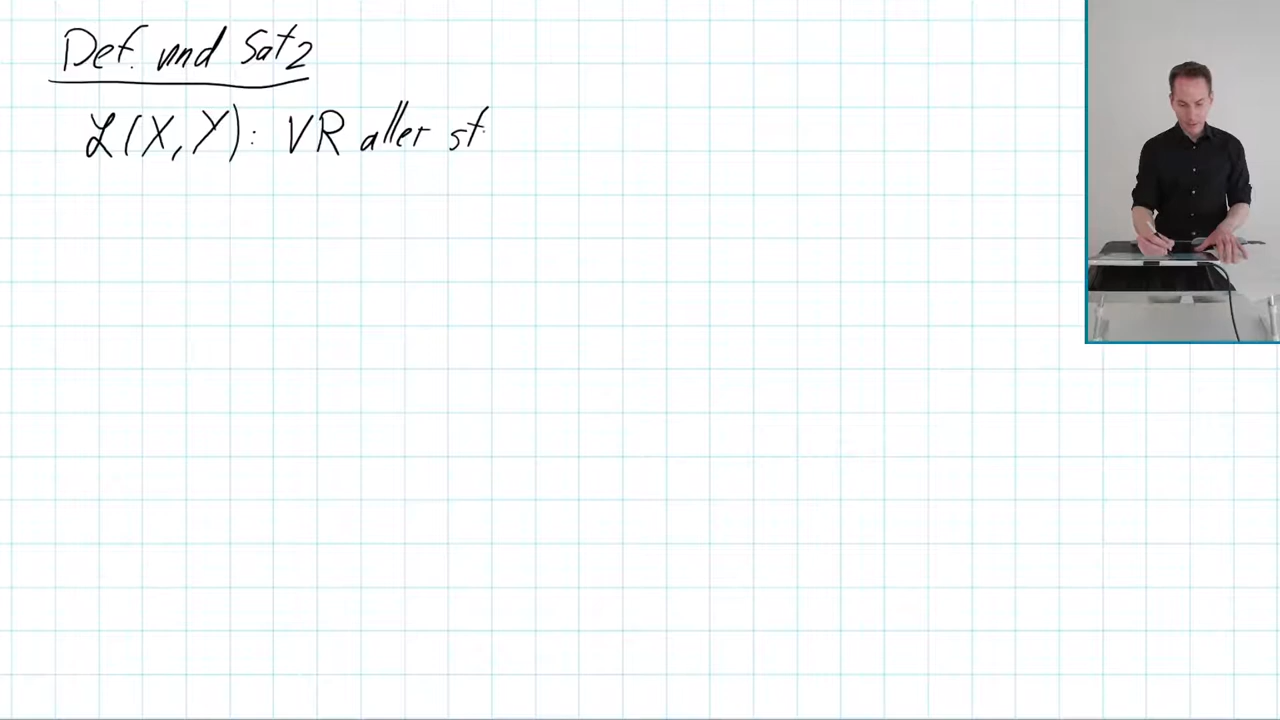 Def. und Satz
ℒ(X,Y): VR aller st